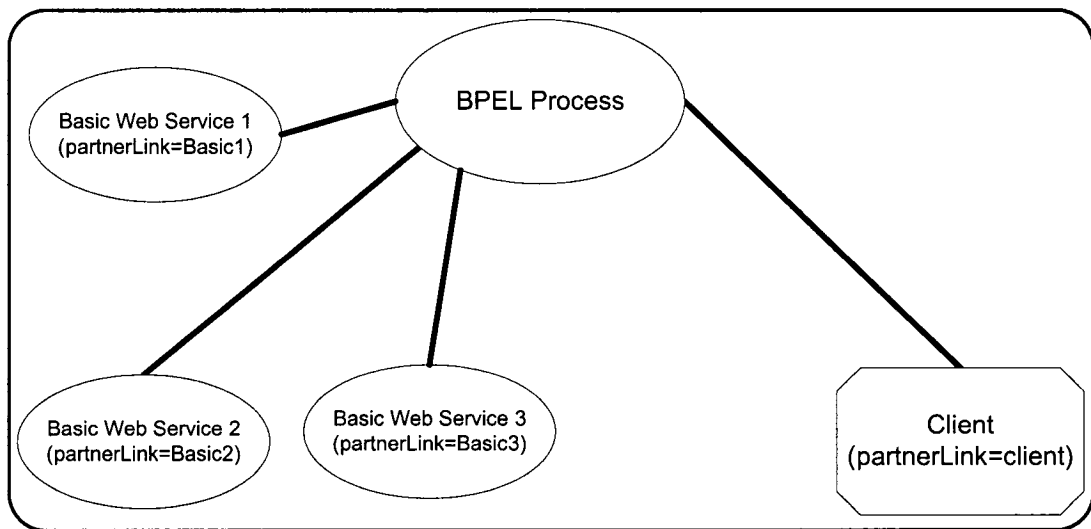 BPEL Process
Basic Web Service 1
(partnerLink=Basic1)
Basic Web Service 2
(partnerLink=Basic2)
Basic Web Service 3
(partnerLink=Basic3)
Client
(partnerLink=client)